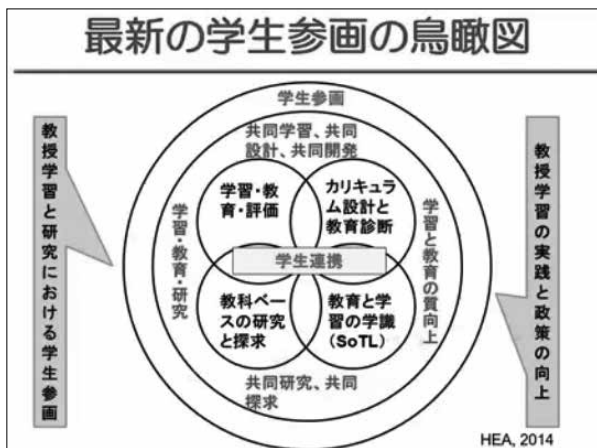 最新の学生参画の鳥瞰図
教授学習と研究における学生参画
学生参画
共同学習、共同
設計、共同開発
学習・教育・研究
学習・教
育・評価
カリキュラ
ム設計と
教育診断
学習と教育の質向上
学生連携
教科ベー
スの研究
と探求
教育と学
習の学識
(SoTL)
共同研究、共同
探求
教授学習の実践と政策の向上
HEA, 2014